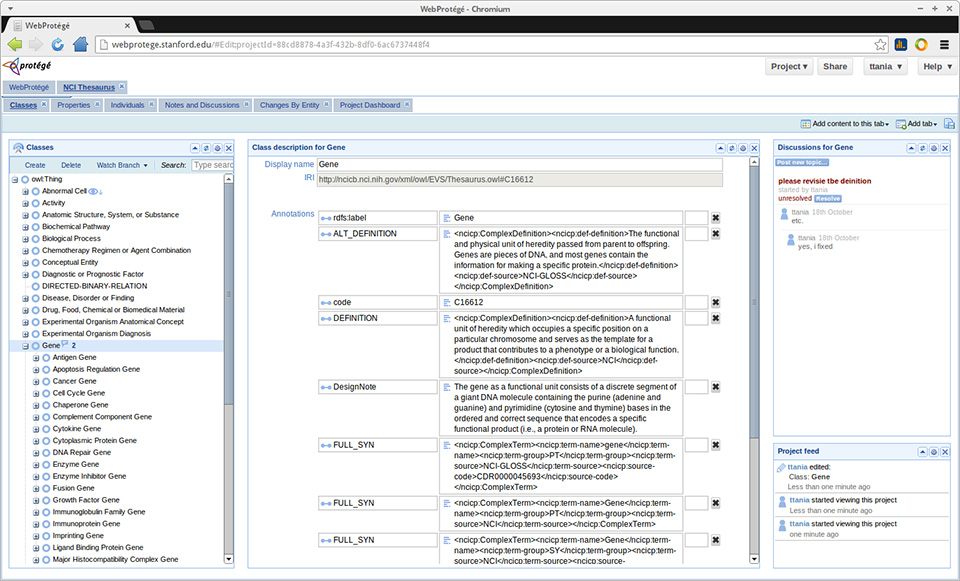 WebProtégé - Chromium
WebProtégé
webprotege.stanford.edu/#Edit:projectId=88cd8878-4a3f-432b-8df0-6ac6737448f4
protégé
Project
Share
ttania
Help
WebProtégé
NCI Thesaurus
Classes
Properties
Individuals
Notes and Discussions
Changes By Entity
Project Dashboard
Add content to this tab
Add tab
Classes
Create
Delete
Watch Branch
Search:
Type searc
owl:Thing
Abnormal Cell
Activity
Anatomic Structure, System, or Substance
Biochemical Pathway
Biological Process
Chemotherapy Regimen or Agent Combination
Conceptual Entity
Diagnostic or Prognostic Factor
DIRECTED-BINARY-RELATION
Disease, Disorder or Finding
Drug, Food, Chemical or Biomedical Material
Experimental Organism Anatomical Concept
Experimental Organism Diagnosis
Gene 2
Antigen Gene
Apoptosis Regulation Gene
Cancer Gene
Cell Cycle Gene
Chaperone Gene
Complement Component Gene
Cytokine Gene
Cytoplasmic Protein Gene
DNA Repair Gene
Enzyme Gene
Enzyme Inhibitor Gene
Fusion Gene
Growth Factor Gene
Immunoglobulin Family Gene
Immunoprotein Gene
Imprinting Gene
Ligand Binding Protein Gene
Major Histocompatibility Complex Gene
Class description for Gene
Display name
Gene
IRI
http://ncicb.nci.nih.gov/xml/owl/EVS/Thesaurus.owl#C16612
Annotations
rdfs:label
Gene
ALT_DEFINITION
<ncicp:ComplexDefinition><ncicp:def-definition>The functional
and physical unit of heredity passed from parent to offspring.
Genes are pieces of DNA, and most genes contain the
information for making a specific protein.</ncicp:def-definition>
<ncicp:def-source>NCI-GLOSS</ncicp:def-source>
</ncicp:ComplexDefinition>
code
C16612
DEFINITION
<ncicp:ComplexDefinition><ncicp:def-definition>A functional
unit of heredity which occupies a specific position on a
particular chromosome and serves as the template for a
product that contributes to a phenotype or a biological function.
</ncicp:def-definition><ncicp:def-source>NCI</ncicp:def-
source></ncicp:ComplexDefinition>
DesignNote
The gene as a functional unit consists of a discrete segment of
a giant DNA molecule containing the purine (adenine and
guanine) and pyrimidine (cytosine and thymine) bases in the
ordered and correct sequence that encodes a specific
functional product (i.e., a protein or RNA molecule).
FULL_SYN
<ncicp:ComplexTerm><ncicp:term-name>gene</ncicp:term-
name><ncicp:term-group>PT</ncicp:term-group><ncicp:term-
source>NCI-GLOSS</ncicp:term-source><ncicp:source-
code>CDR0000045693</ncicp:source-code>
</ncicp:ComplexTerm>
FULL_SYN
<ncicp:ComplexTerm><ncicp:term-name>Gene</ncicp:term-
name><ncicp:term-group>PT</ncicp:term-group><ncicp:term-
source>NCI</ncicp:term-source></ncicp:ComplexTerm>
FULL_SYN
<ncicp:ComplexTerm><ncicp:term-name>Gene</ncicp:term-
name><ncicp:term-group>SY</ncicp:term-group><ncicp:term-
source>NCI</ncicp:term-source><ncicp:source-
Discussions for Gene
Post new topic...
please revisie tbe deinition
started by ttania
unresolved Resolve
ttania 18th October
etc.
ttania 18th October
yes, i fixed
Project feed
ttania edited:
Class: Gene
Less than one minute ago
ttania started viewing this project
Less than one minute ago
ttania started viewing this project
one minute ago